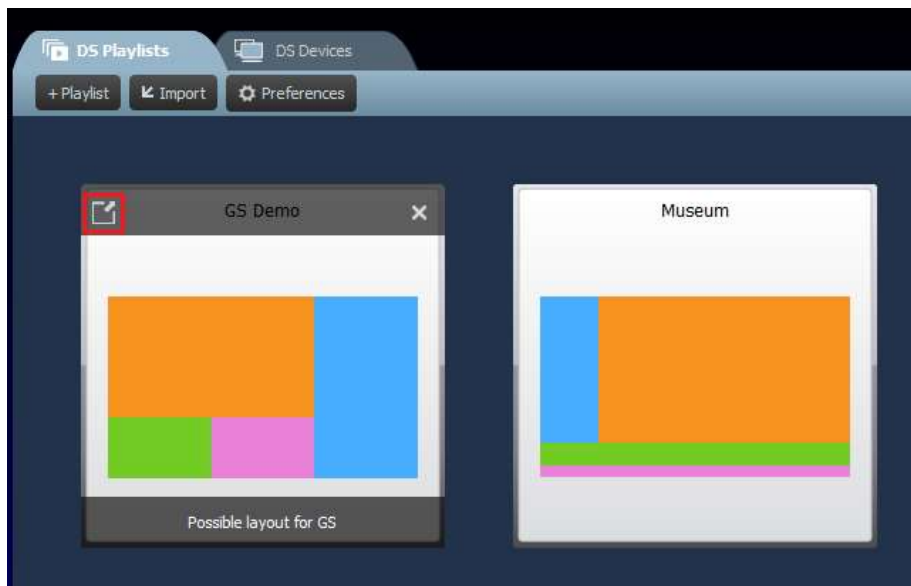 DS Playlists DS Devices
+ Playlist Import Preferences
GS Demo Museum
Possible layout for GS